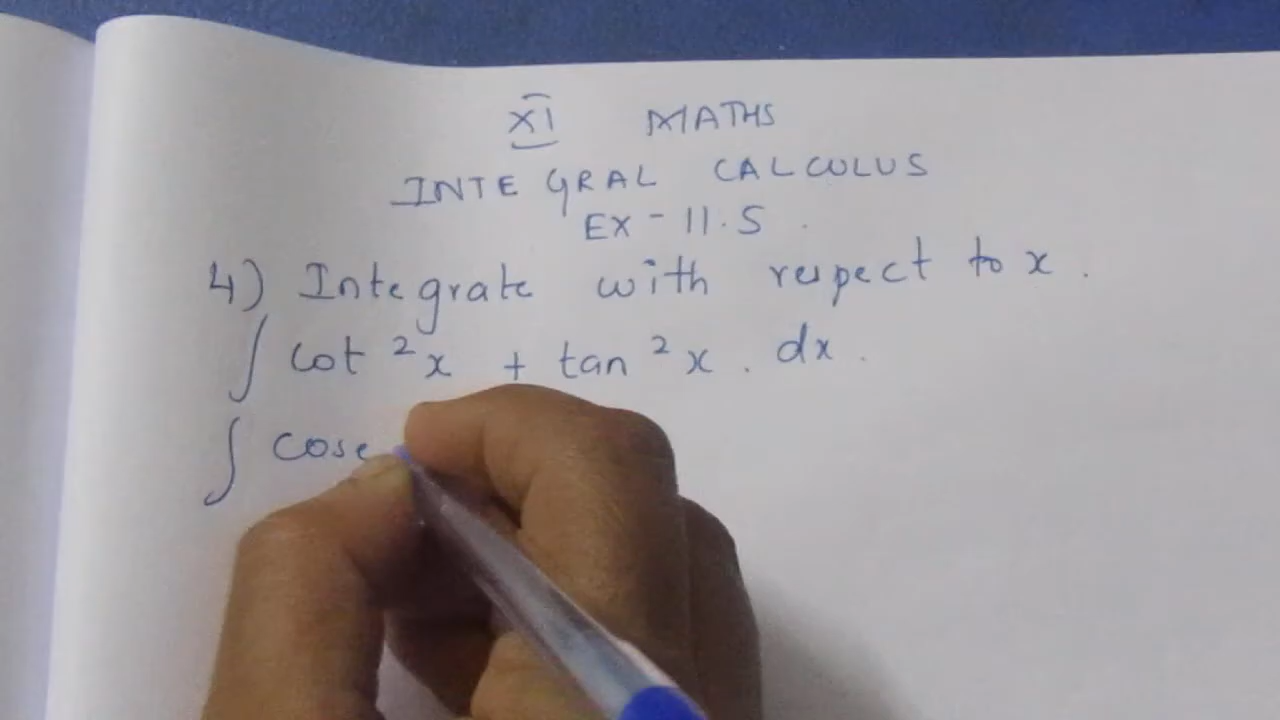 XI MATHS
INTEGRAL CALCULUS
EX - 11.5.
4) Integrate with respect to x.
∫ cot ²x + tan ²x . dx.
∫ cose